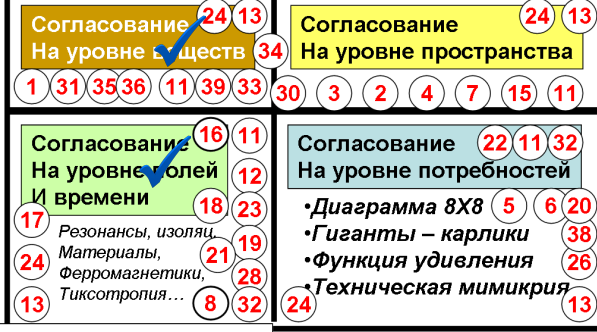 Согласование 24 13
На уровне веществ 34
1 31 35 36 11 39 33
Согласование 24 13
На уровне пространства
30 3 2 4 7 15 11
Согласование 16 11
На уровне полей 12
И времени 18 23
17
Резонансы, изоляц. 19
24 Материалы, 21
Ферромагнетики, 28
13 Тиксотропия... 8 32
Согласование 22 11 32
На уровне потребностей
•Диаграмма 8Х8 5 6 20
•Гиганты – карлики 38
•Функция удивления 26
•Техническая мимикрия
24 13